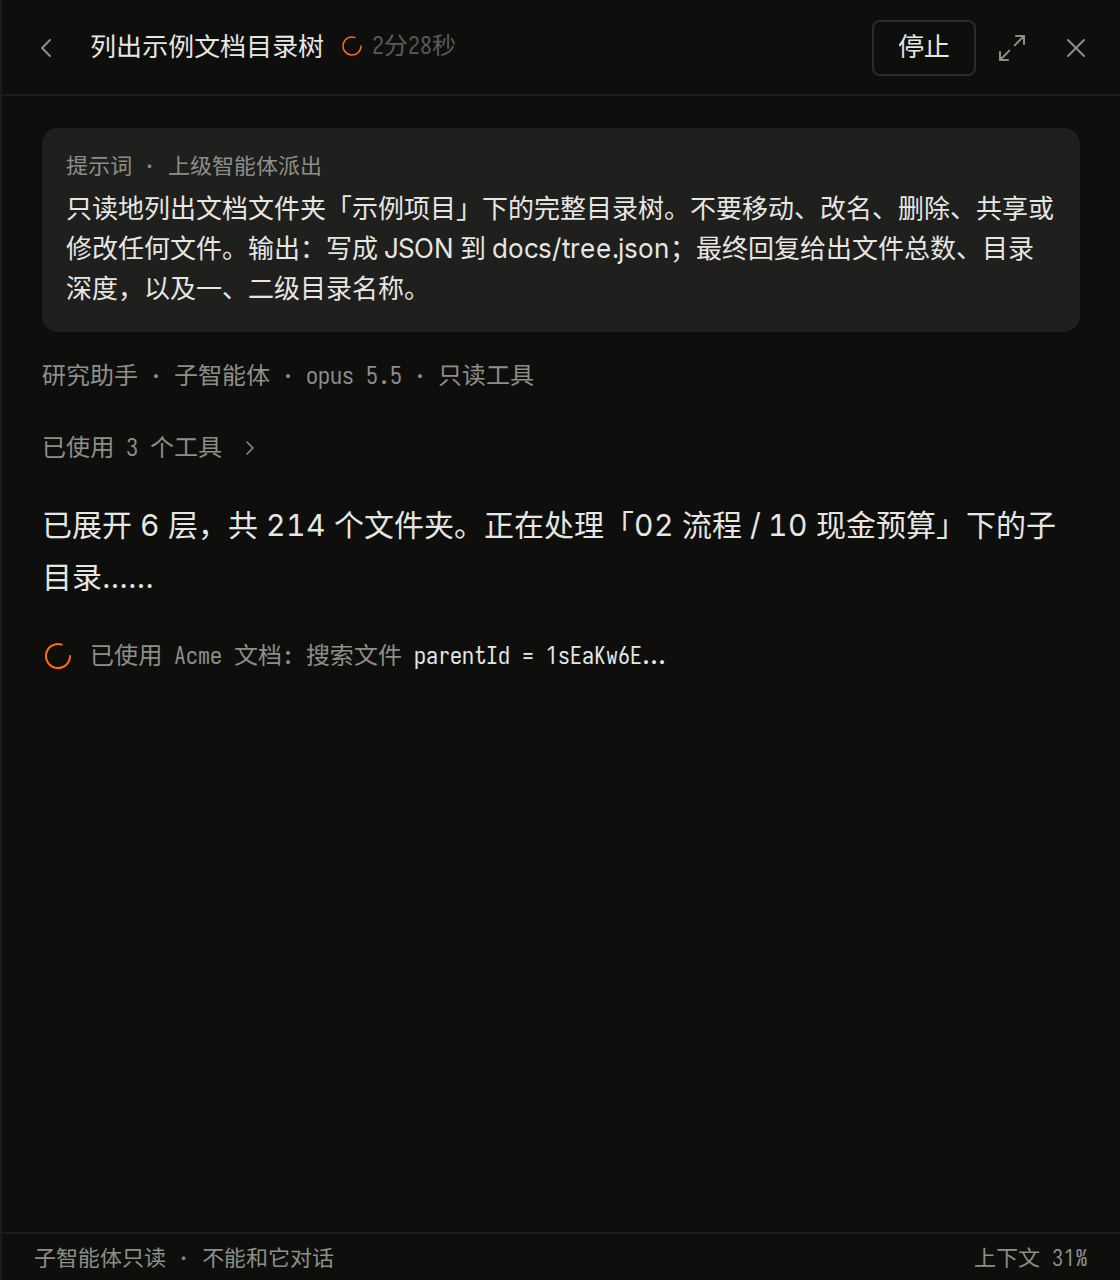 列出示例文档目录树 2分28秒 停止
提示词 · 上级智能体派出
只读地列出文档文件夹「示例项目」下的完整目录树。不要移动、改名、删除、共享或
修改任何文件。输出：写成 JSON 到 docs/tree.json；最终回复给出文件总数、目录
深度，以及一、二级目录名称。
研究助手 · 子智能体 · opus 5.5 · 只读工具
已使用 3 个工具
已展开 6 层，共 214 个文件夹。正在处理「02 流程 / 10 现金预算」下的子
目录......
已使用 Acme 文档：搜索文件 parentId = 1sEaKw6E...
子智能体只读 · 不能和它对话 上下文 31%